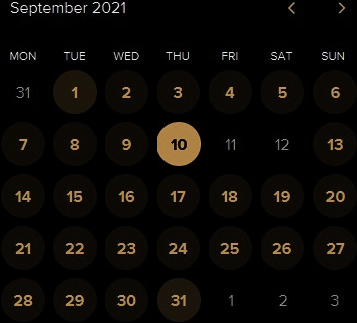 September 2021 < >
MON TUE WED THU FRI SAT SUN
31 1 2 3 4 5 6
7 8 9 10 11 12 13
14 15 16 17 18 19 20
21 22 23 24 25 26 27
28 29 30 31 1 2 3